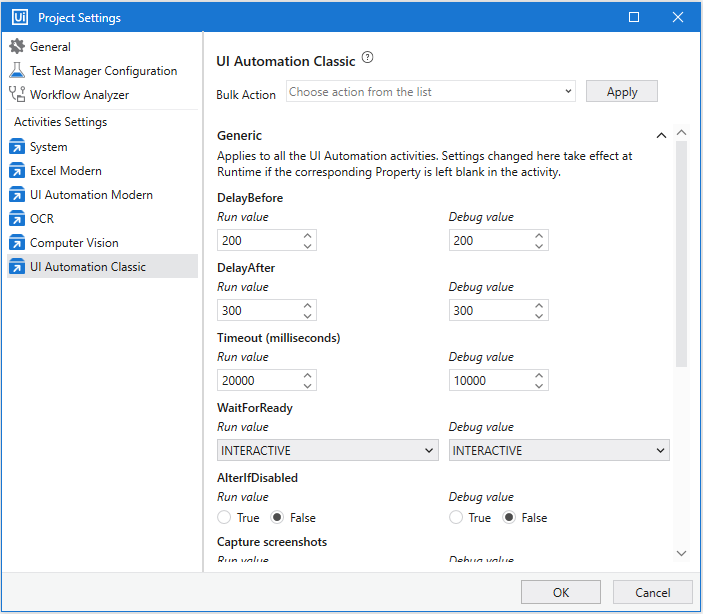 Ui Project Settings
General
Test Manager Configuration
Workflow Analyzer
Activities Settings
System
Excel Modern
UI Automation Modern
OCR
Computer Vision
UI Automation Classic
UI Automation Classic ?
Bulk Action Choose action from the list Apply
Generic
Applies to all the UI Automation activities. Settings changed here take effect at
Runtime if the corresponding Property is left blank in the activity.
DelayBefore
Run value Debug value
200 200
DelayAfter
Run value Debug value
300 300
Timeout (milliseconds)
Run value Debug value
20000 10000
WaitForReady
Run value Debug value
INTERACTIVE INTERACTIVE
AlterIfDisabled
Run value Debug value
True False True False
Capture screenshots
Run value Debug value
OK Cancel